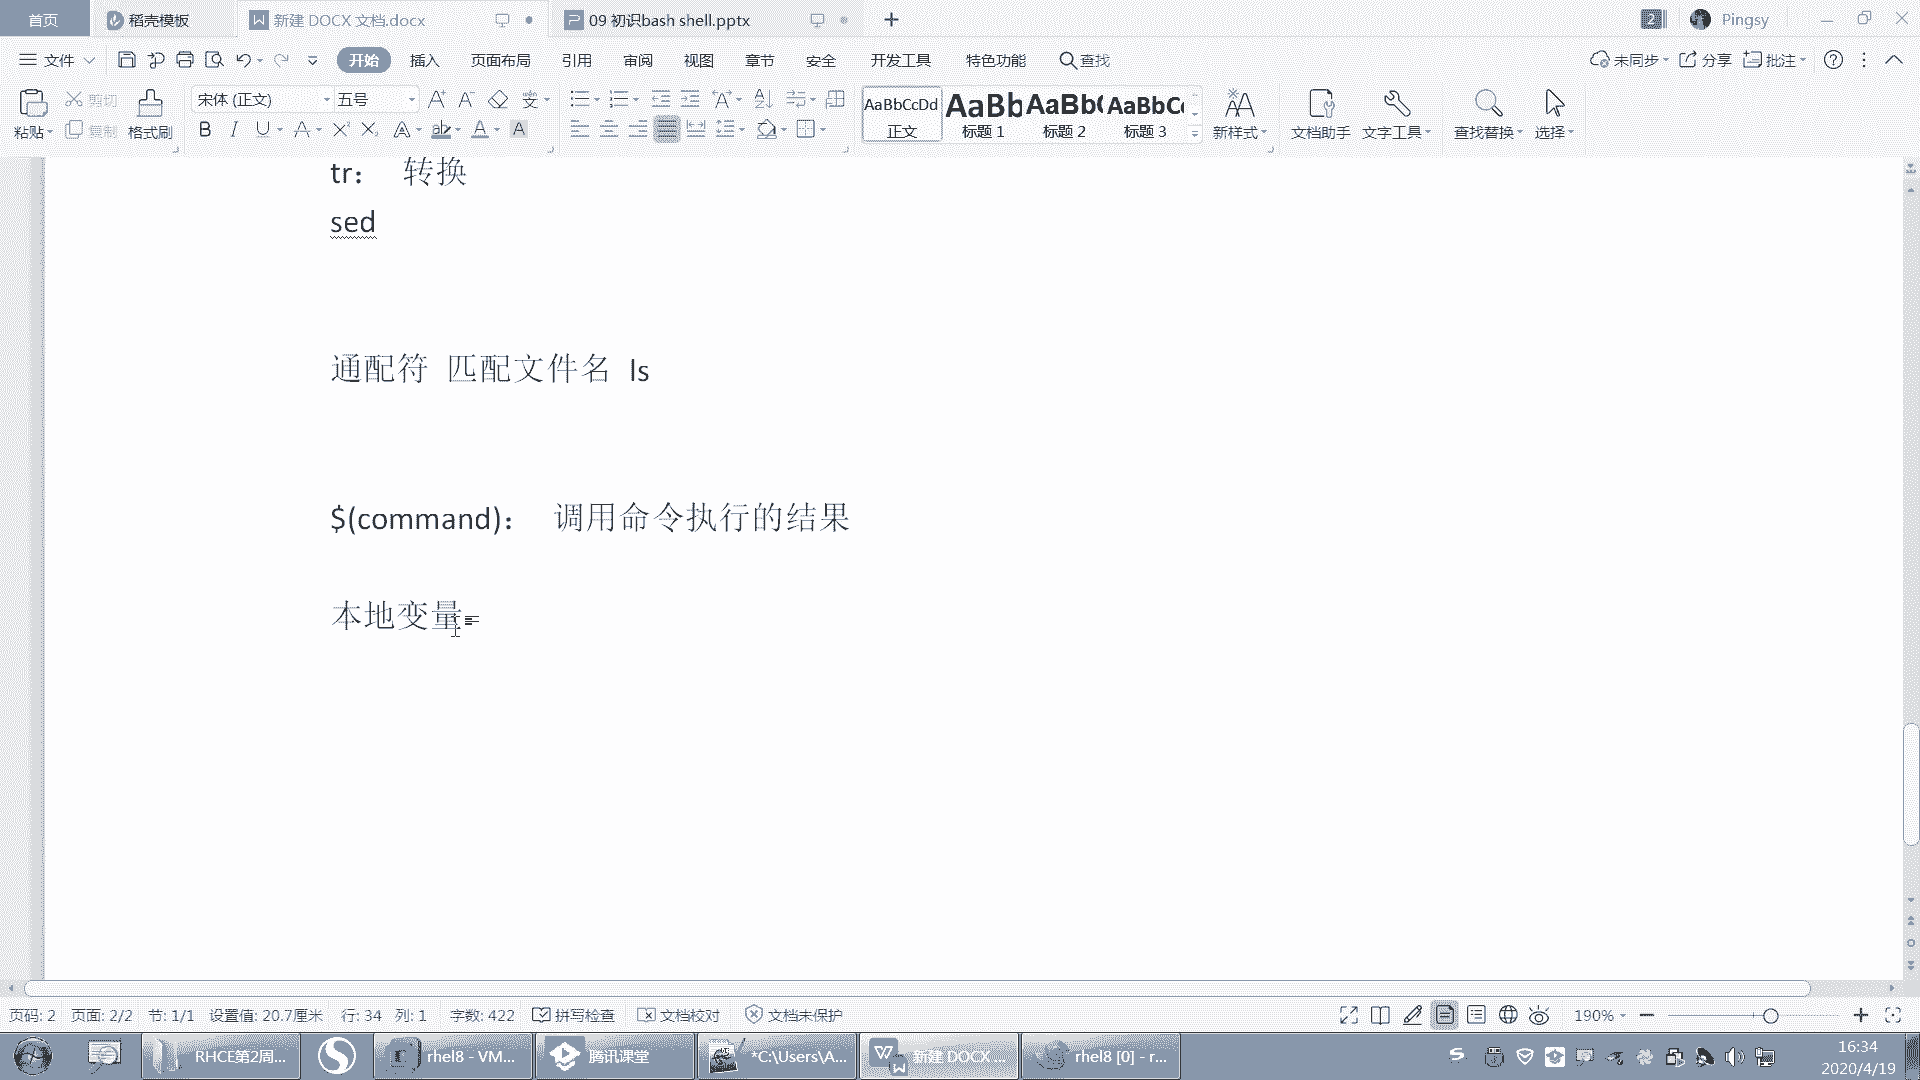 首页
稻壳模板
新建 DOCX 文档.docx
09 初识bash shell.pptx
2
Pingsy
文件
开始
插入
页面布局
引用
审阅
视图
章节
安全
开发工具
特色功能
查找
未同步
分享
批注
粘贴
剪切
复制
格式刷
宋体 (正文)
五号
AaBbCcDd
正文
AaBb
标题 1
AaBb(
标题 2
AaBbC
标题 3
新样式
文档助手
文字工具
查找替换
选择
tr： 转换
sed
通配符 匹配文件名 ls
$(command)： 调用命令执行的结果
本地变量
页码: 2
页面: 2/2
节: 1/1
设置值: 20.7厘米
行: 34
列: 1
字数: 422
拼写检查
文档校对
文档未保护
190%
RHCE第2周...
rhel8 - VM...
腾讯课堂
*C:\Users\A...
新建 DOCX ...
rhel8 [0] - r...
16:34
2020/4/19